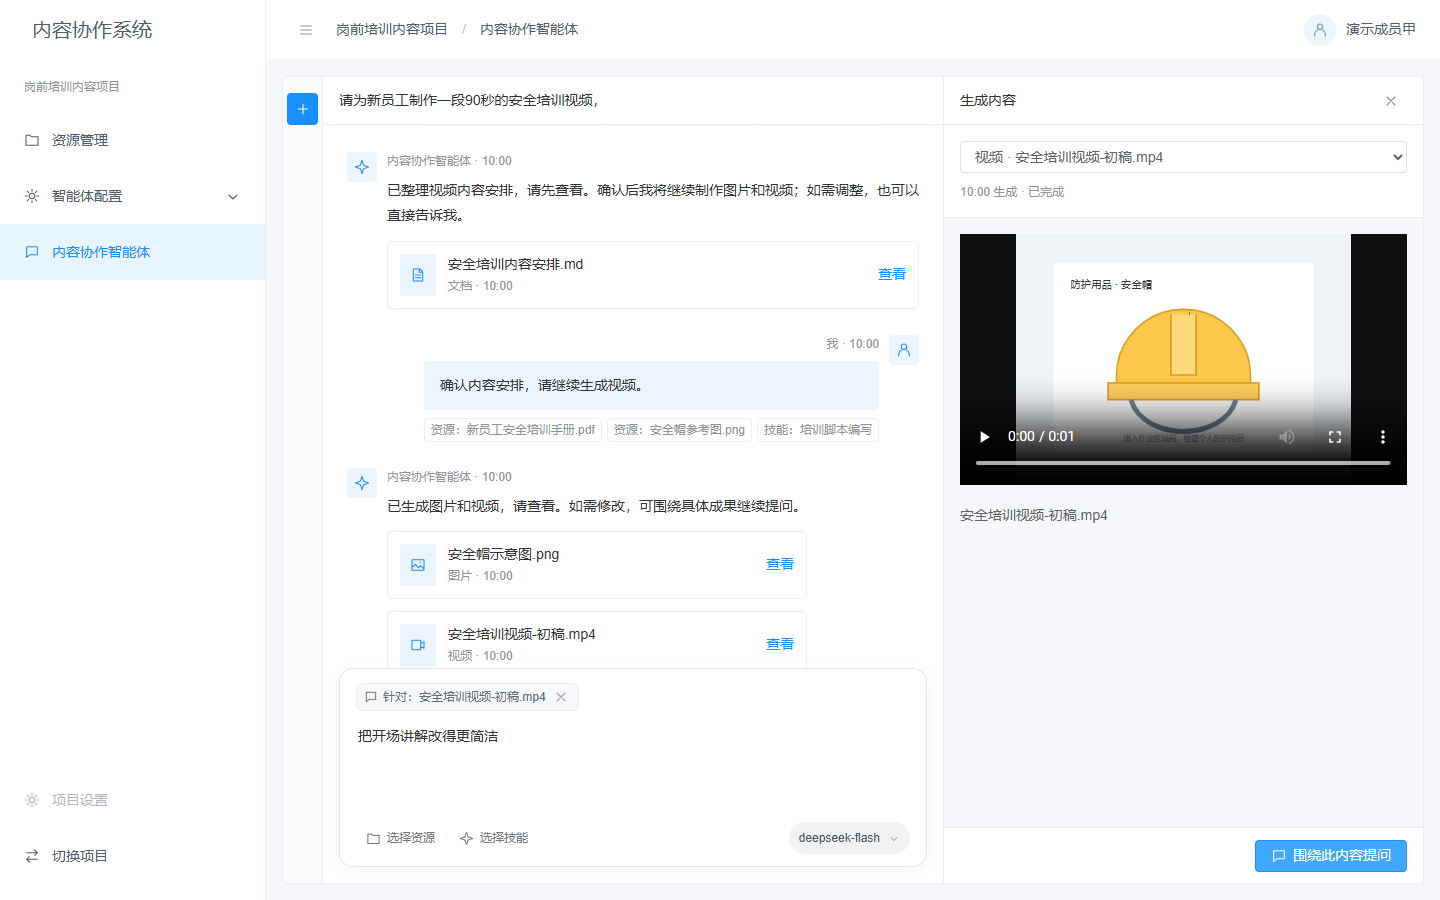 内容协作系统
岗前培训内容项目
资源管理
智能体配置
内容协作智能体
项目设置
切换项目
岗前培训内容项目 / 内容协作智能体
演示成员甲
请为新员工制作一段90秒的安全培训视频，
内容协作智能体 · 10:00
已整理视频内容安排，请先查看。确认后我将继续制作图片和视频；如需调整，也可以
直接告诉我。
安全培训内容安排.md
文档 · 10:00
查看
我 · 10:00
确认内容安排，请继续生成视频。
资源：新员工安全培训手册.pdf
资源：安全帽参考图.png
技能：培训脚本编写
内容协作智能体 · 10:00
已生成图片和视频，请查看。如需修改，可围绕具体成果继续提问。
安全帽示意图.png
图片 · 10:00
查看
安全培训视频-初稿.mp4
视频 · 10:00
查看
针对：安全培训视频-初稿.mp4
把开场讲解改得更简洁
选择资源
选择技能
deepseek-flash
生成内容
视频 · 安全培训视频-初稿.mp4
10:00 生成 · 已完成
防护用品 · 安全帽
进入作业区域前，检查个人防护用品
0:00 / 0:01
安全培训视频-初稿.mp4
围绕此内容提问